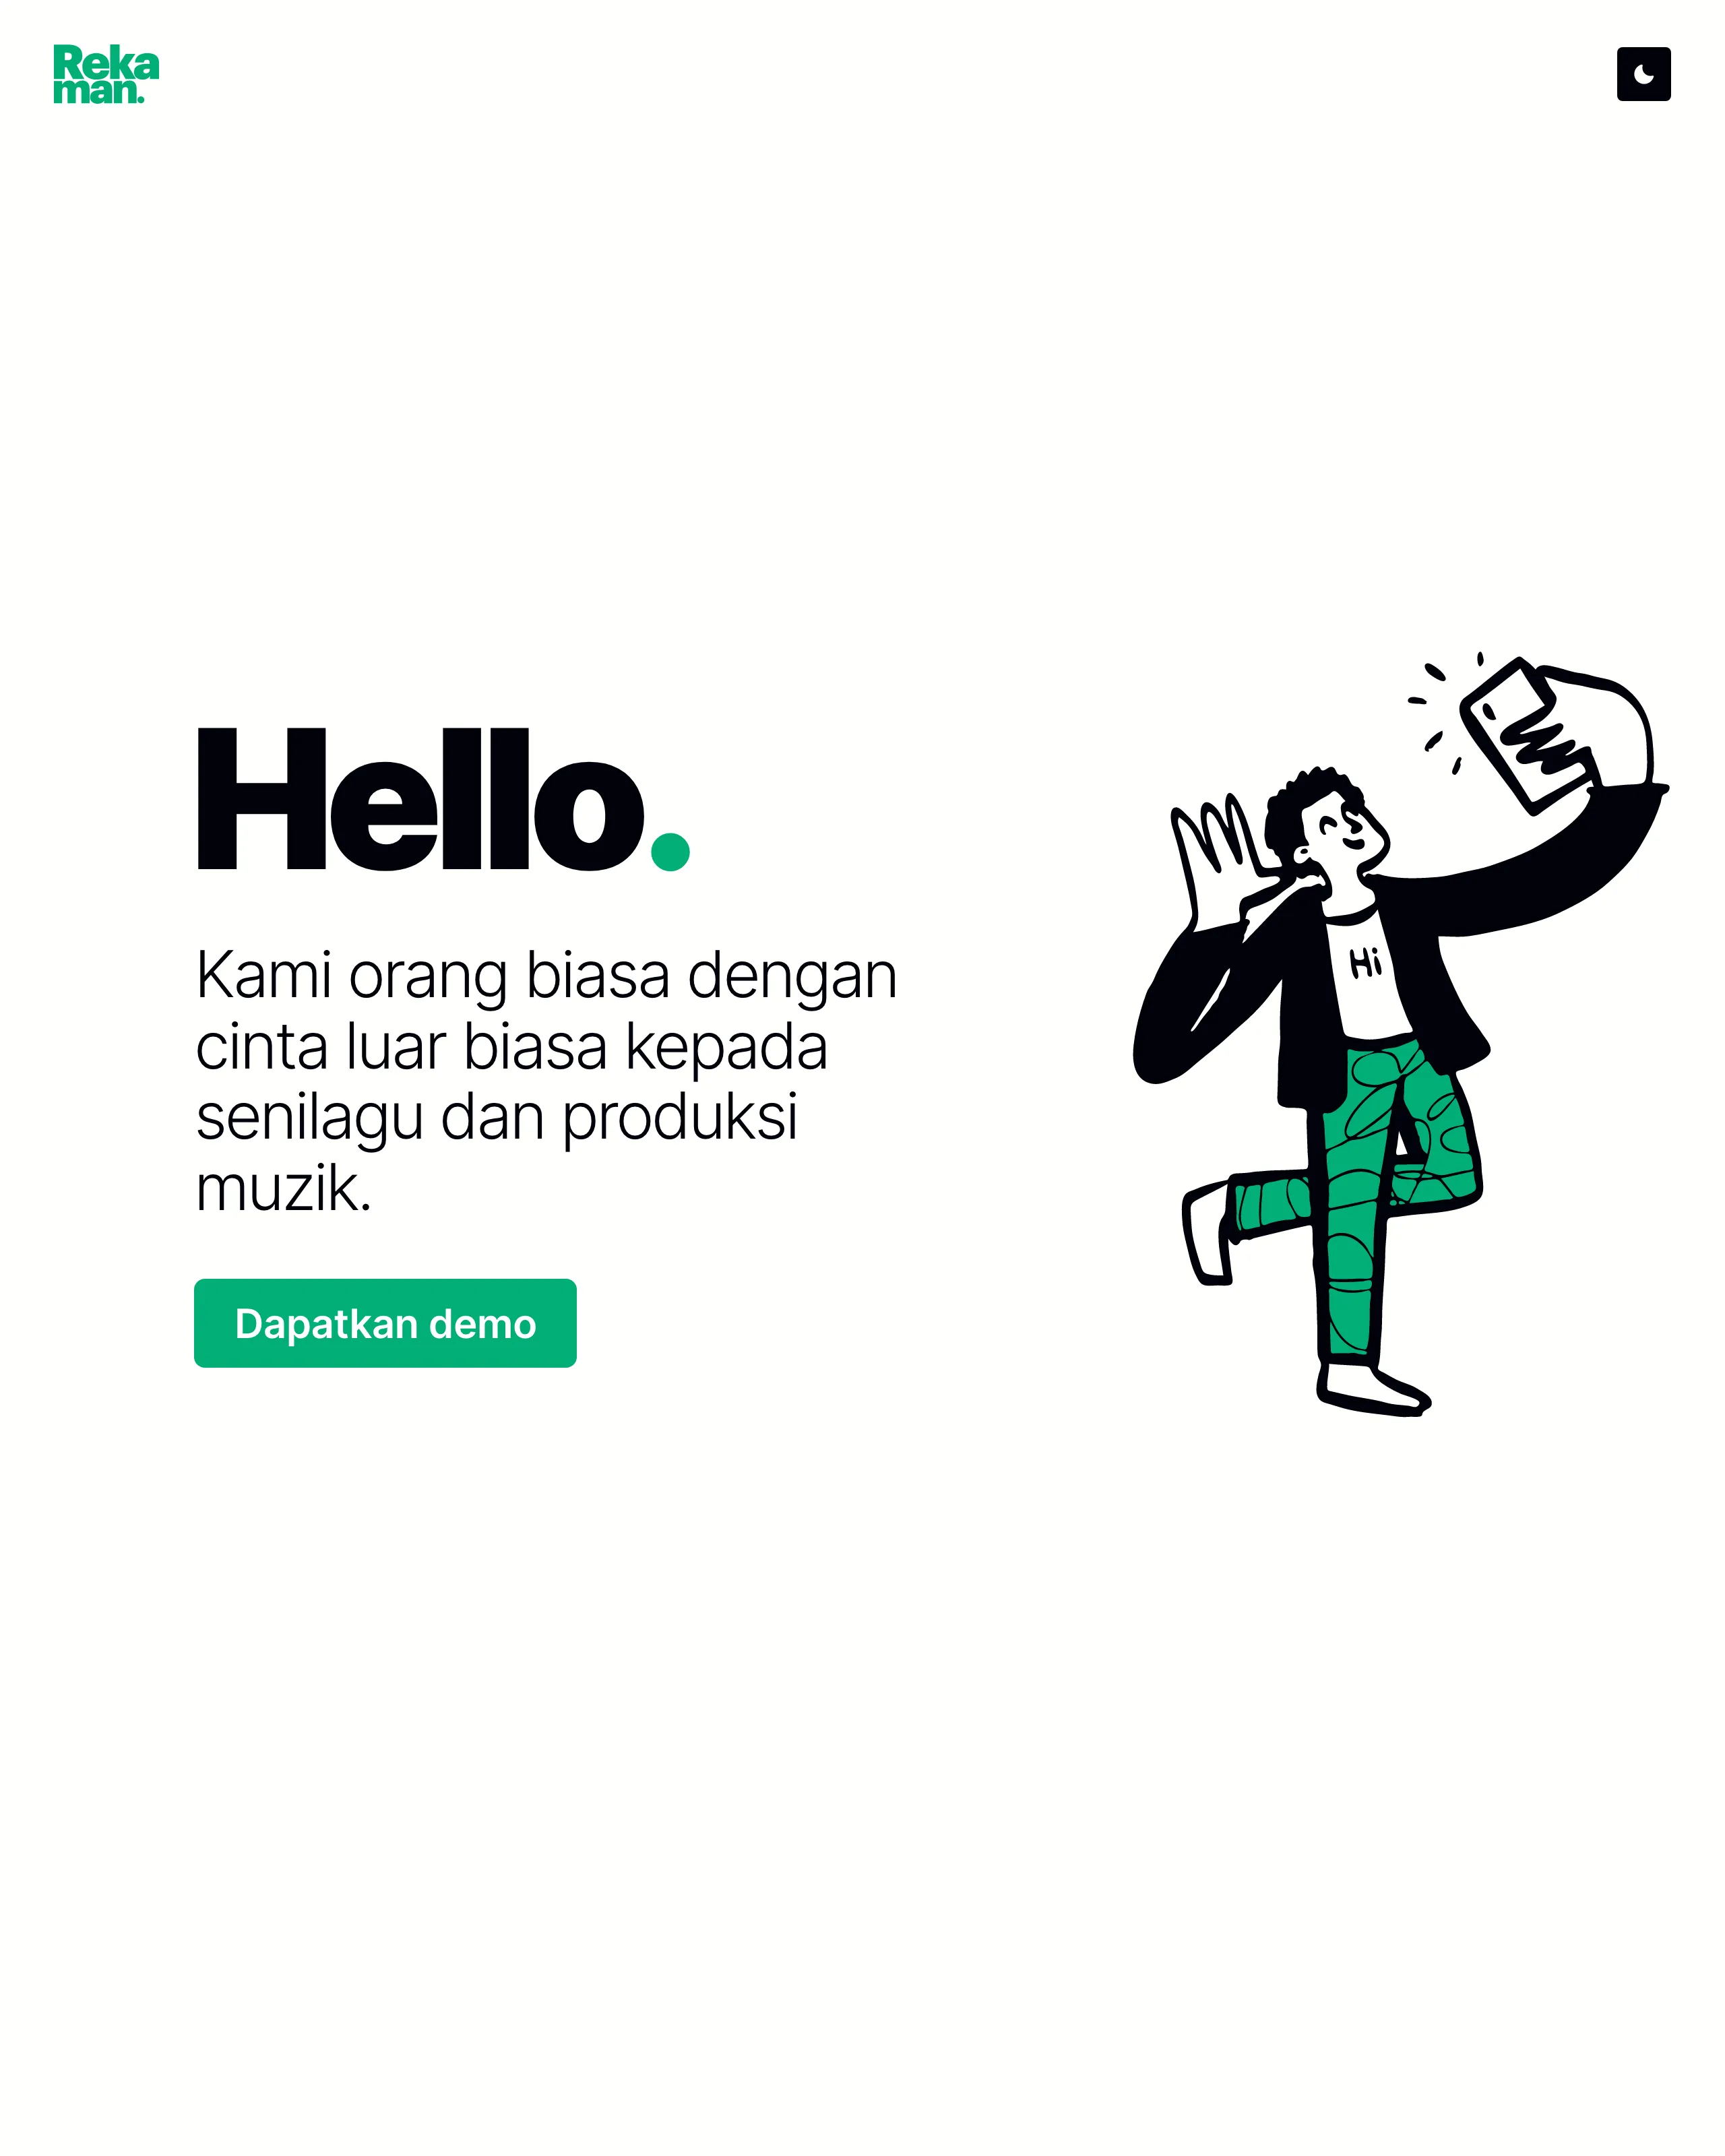 Reka
man.
Hello.
Kami orang biasa dengan
cinta luar biasa kepada
senilagu dan produksi
muzik.
Hi
Dapatkan demo